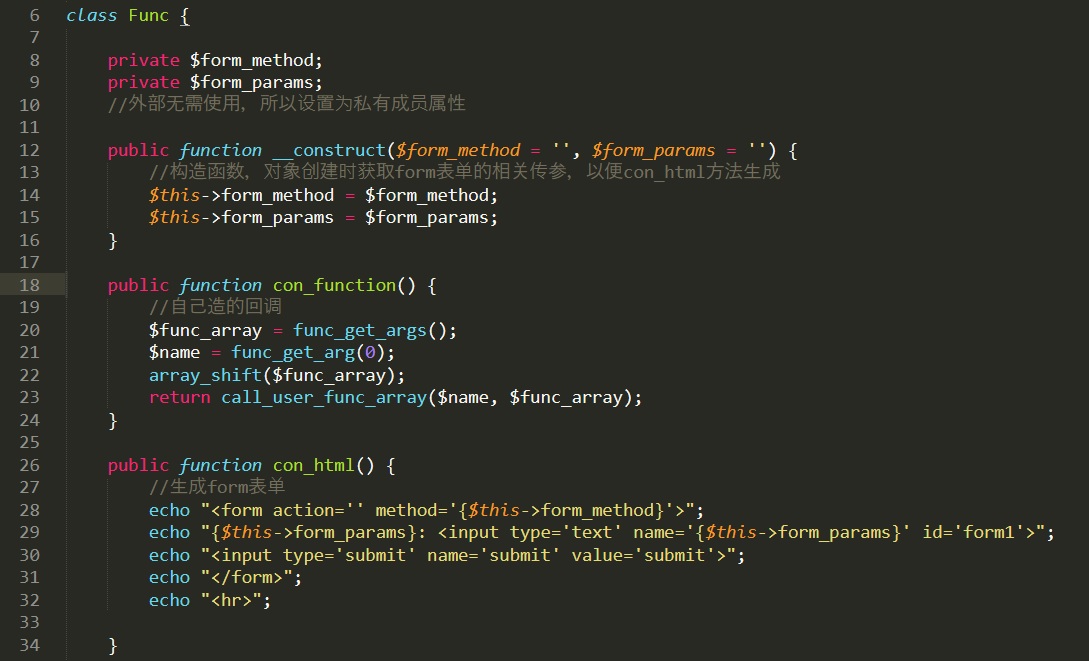 6 class Func {
7
8 private $form_method;
9 private $form_params;
10 //外部无需使用, 所以设置为私有成员属性
11
12 public function __construct($form_method = '', $form_params = '') {
13 //构造函数, 对象创建时获取form表单的相关传参, 以便con_html方法生成
14 $this->form_method = $form_method;
15 $this->form_params = $form_params;
16 }
17
18 public function con_function() {
19 //自己造的回调
20 $func_array = func_get_args();
21 $name = func_get_arg(0);
22 array_shift($func_array);
23 return call_user_func_array($name, $func_array);
24 }
25
26 public function con_html() {
27 //生成form表单
28 echo "<form action='' method='{$this->form_method}'>";
29 echo "{$this->form_params}: <input type='text' name='{$this->form_params}' id='form1'>";
30 echo "<input type='submit' name='submit' value='submit'>";
31 echo "</form>";
32 echo "<hr>";
33
34 }